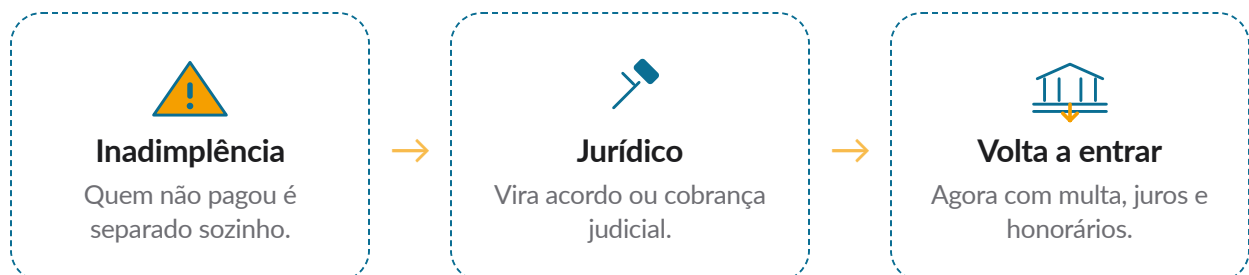 Inadimplência
Quem não pagou é
separado sozinho.
Jurídico
Vira acordo ou cobrança
judicial.
Volta a entrar
Agora com multa, juros e
honorários.